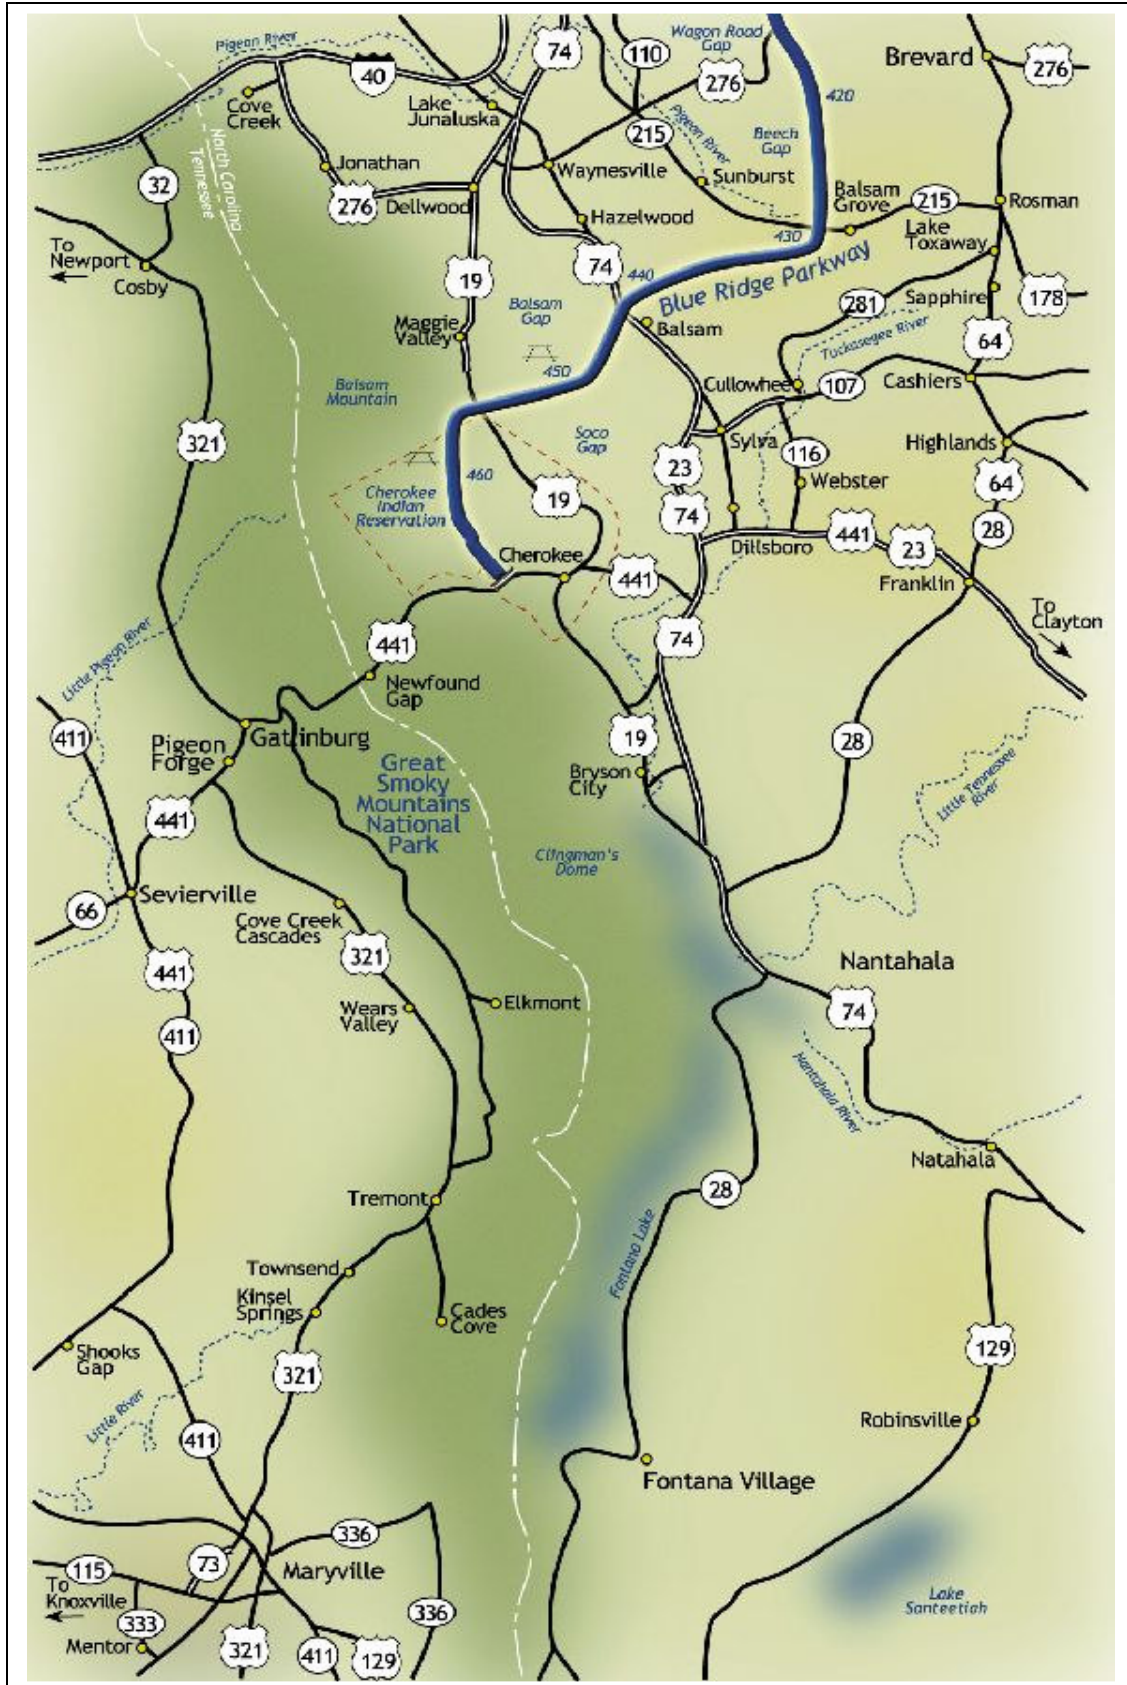 Pigeon River
40
74
110
Wagon Road
Gap
276
420
Brevard
276
Cove
Creek
Lake
Junaluska
North Carolina
Tennessee
Jonathan
32
276
Dellwood
215
Pigeon River
Beech
Gap
Waynesville
Sunburst
Balsam
Grove
215
Rosman
Hazelwood
430
Lake
Toxaway
To
Newport
Cosby
19
74
440
Blue Ridge Parkway
281
Sapphire
178
Balsam
Gap
Maggie
Valley
Balsam
Tuckasegee River
64
450
Balsam
Mountain
Cullowhee
107
Cashiers
321
Soco
Gap
23
Sylva
116
Highlands
460
Cherokee
Indian
Reservation
19
74
Webster
64
28
Cherokee
441
Dillsboro
441
23
Franklin
To
Clayton
Little Pigeon River
441
74
Newfound
Gap
411
Gatlinburg
Pigeon
Forge
19
28
Great
Smoky
Mountains
National
Park
Bryson
City
Little Tennessee
River
441
Clingman's
Dome
66
Sevierville
Cove Creek
Cascades
321
441
Nantahala
Wears
Valley
Elkmont
74
411
Nantahala River
Natahala
28
Tremont
Fontana Lake
Townsend
Kinsel
Springs
Cades
Cove
Shooks
Gap
321
129
Little River
411
Robinsville
Fontana Village
336
73
115
Maryville
To
Knoxville
333
336
Lake
Santeetlah
Mentor
321
411
129